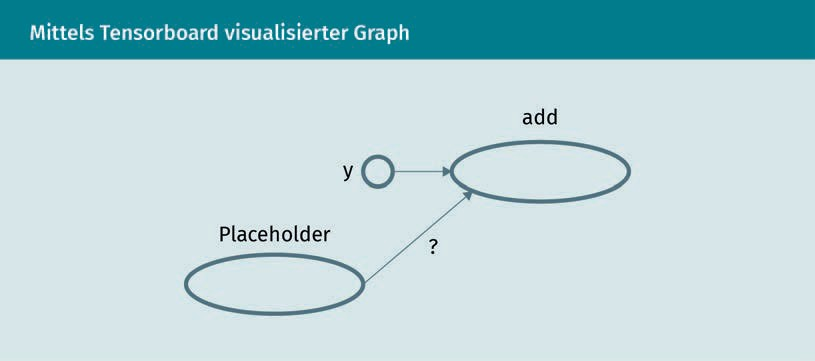 Mittels Tensorboard visualisierter Graph
add
y
Placeholder
?